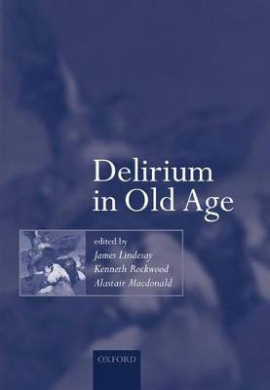 Delirium
in Old Age
edited by
James Lindesay
Kenneth Rockwood
Alastair Macdonald
OXFORD